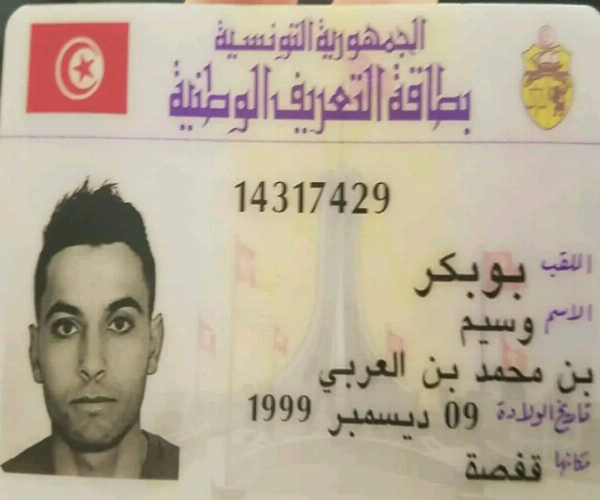 الجمهورية التونسية
بطاقة التعريف الوطنية
14317429
اللقب بوبكر
الاسم وسيم
بن محمد بن العربي
تاريخ الولادة 09 ديسمبر 1999
مكانها قفصة